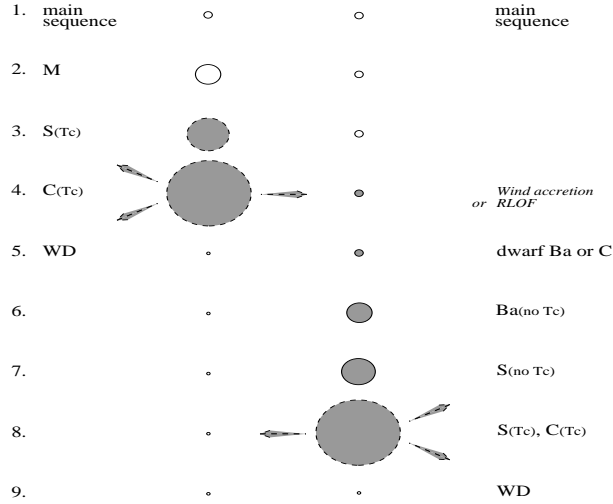 1. main sequence main sequence
2. M
3. S(Tc)
4. C(Tc) Wind accretion
or RLOF
5. WD dwarf Ba or C
6. Ba(no Tc)
7. S(no Tc)
8. S(Tc), C(Tc)
9. WD